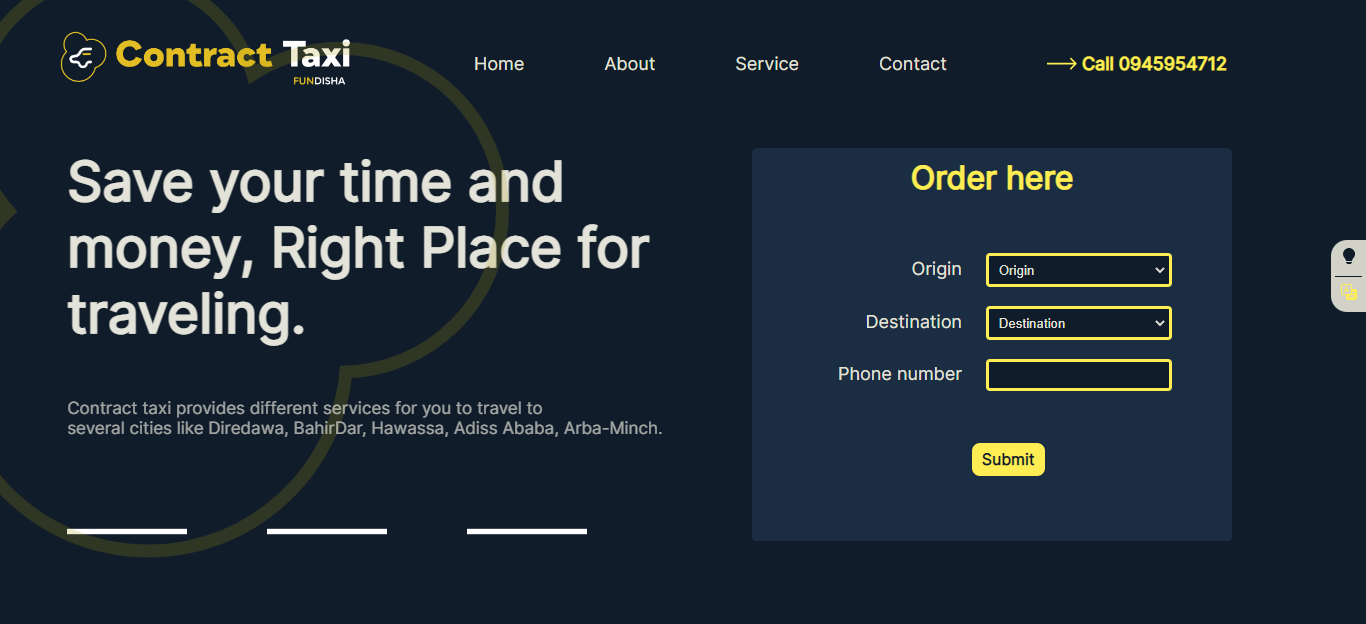 Contract Taxi
FUNDISHA
Home
About
Service
Contact
Call 0945954712
Save your time and
money, Right Place for
traveling.
Contract taxi provides different services for you to travel to
several cities like Diredawa, BahirDar, Hawassa, Adiss Ababa, Arba-Minch.
Order here
Origin
Origin
Destination
Destination
Phone number
Submit